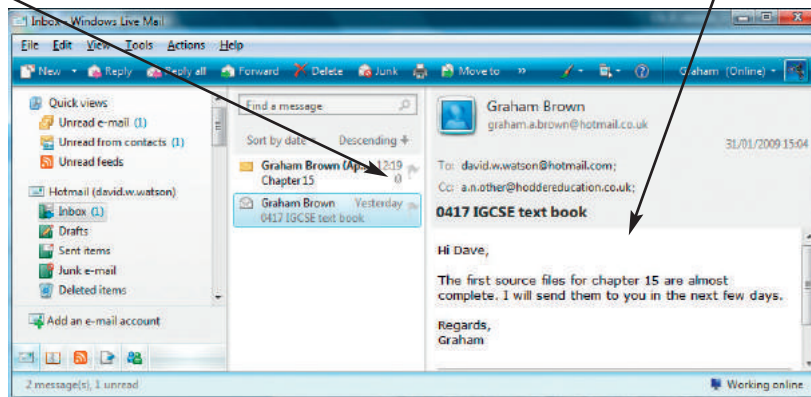 Inbox - Windows Live Mail
File Edit View Tools Actions Help
New Reply Reply all Forward Delete Junk Move to » Graham (Online)
Quick views
Unread e-mail (1)
Unread from contacts (1)
Unread feeds
Hotmail (david.w.watson)
Inbox (1)
Drafts
Sent items
Junk e-mail
Deleted items
Add an e-mail account
Find a message
Sort by date Descending
Graham Brown (Ap... 12:19
Chapter 15
Graham Brown Yesterday
0417 IGCSE text book
Graham Brown
graham.a.brown@hotmail.co.uk
31/01/2009 15:04
To: david.w.watson@hotmail.com;
Cc: a.n.other@hoddereducation.co.uk;
0417 IGCSE text book
Hi Dave,
The first source files for chapter 15 are almost
complete. I will send them to you in the next few days.
Regards,
Graham
2 message(s), 1 unread
Working online